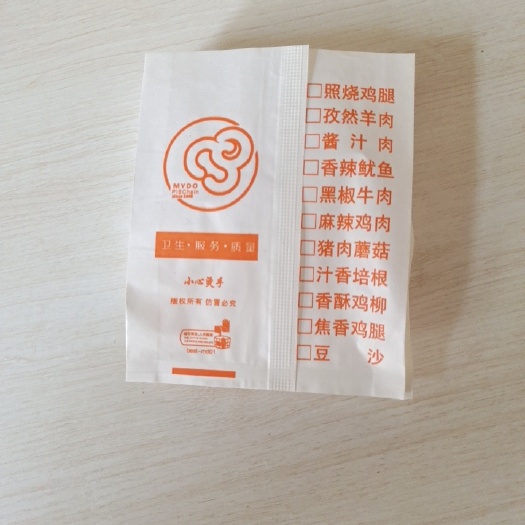 MYDO
卫生·服务·质量
小心烫手
版权所有 仿冒必究
□照烧鸡腿
□孜然羊肉
□酱汁肉
□香辣鱿鱼
□黑椒牛肉
□麻辣鸡肉
□猪肉蘑菇
□汁香培根
□香酥鸡柳
□焦香鸡腿
□豆沙